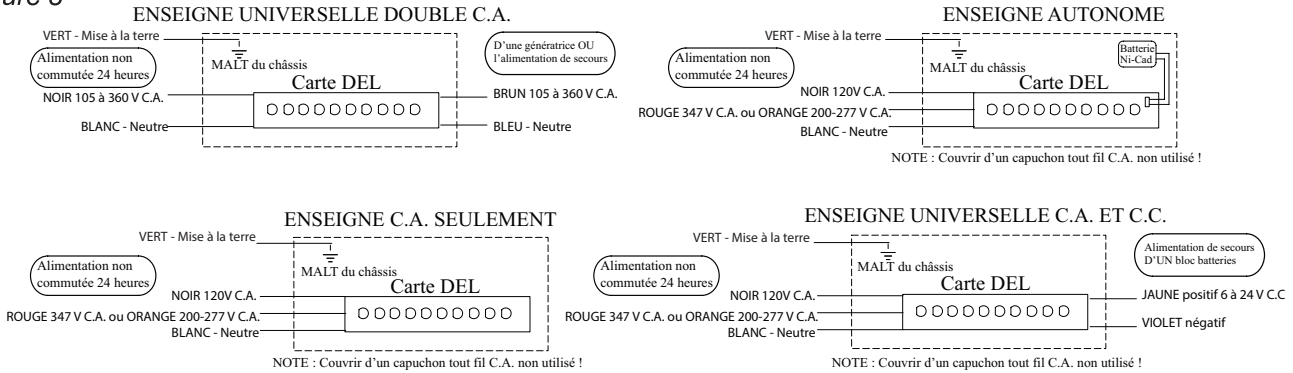 ure
ENSEIGNE UNIVERSELLE DOUBLE C.A.
VERT - Mise à la terre
MALT du châssis
Alimentation non
commutée 24 heures
D'une génératrice OU
l'alimentation de secours
Carte DEL
NOIR 105 à 360 V C.A.
BRUN 105 à 360 V C.A.
BLANC - Neutre
BLEU - Neutre
ENSEIGNE AUTONOME
VERT - Mise à la terre
MALT du châssis
Alimentation non
commutée 24 heures
Batterie
Ni-Cad
Carte DEL
NOIR 120V C.A.
ROUGE 347 V C.A. ou ORANGE 200-277 V C.A.
BLANC - Neutre
NOTE : Couvrir d'un capuchon tout fil C.A. non utilisé !
ENSEIGNE C.A. SEULEMENT
VERT - Mise à la terre
MALT du châssis
Alimentation non
commutée 24 heures
Carte DEL
NOIR 120V C.A.
ROUGE 347 V C.A. ou ORANGE 200-277 V C.A.
BLANC - Neutre
NOTE : Couvrir d'un capuchon tout fil C.A. non utilisé !
ENSEIGNE UNIVERSELLE C.A. ET C.C.
VERT - Mise à la terre
MALT du châssis
Alimentation non
commutée 24 heures
Alimentation de secours
D'UN bloc batteries
Carte DEL
NOIR 120V C.A.
ROUGE 347 V C.A. ou ORANGE 200-277 V C.A.
BLANC - Neutre
JAUNE positif 6 à 24 V C.C
VIOLET négatif
NOTE : Couvrir d'un capuchon tout fil C.A. non utilisé !